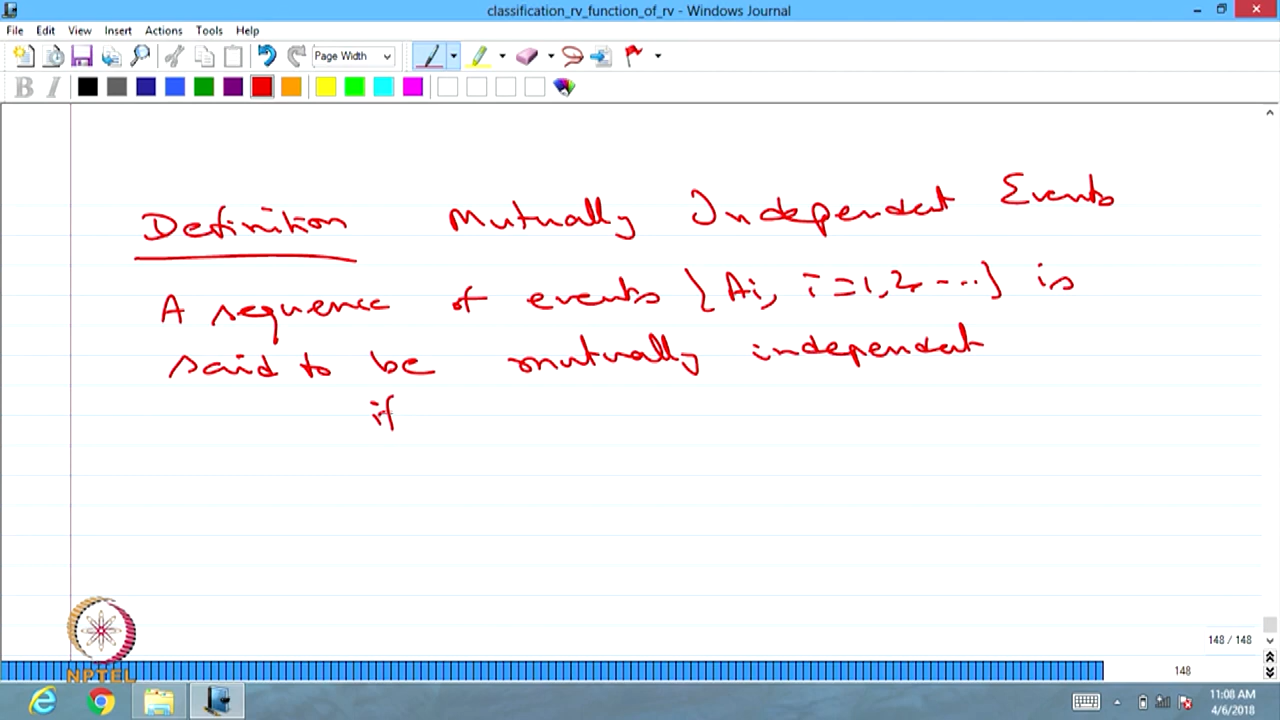 classification_rv_function_of_rv - Windows Journal
File Edit View Insert Actions Tools Help
Page Width
B I
Definition Mutually Independent Events
A sequence of events {Ai, i=1,2,...} is
said to be mutually independent
if
148 / 148
148
NPTEL
11:08 AM
4/6/2018